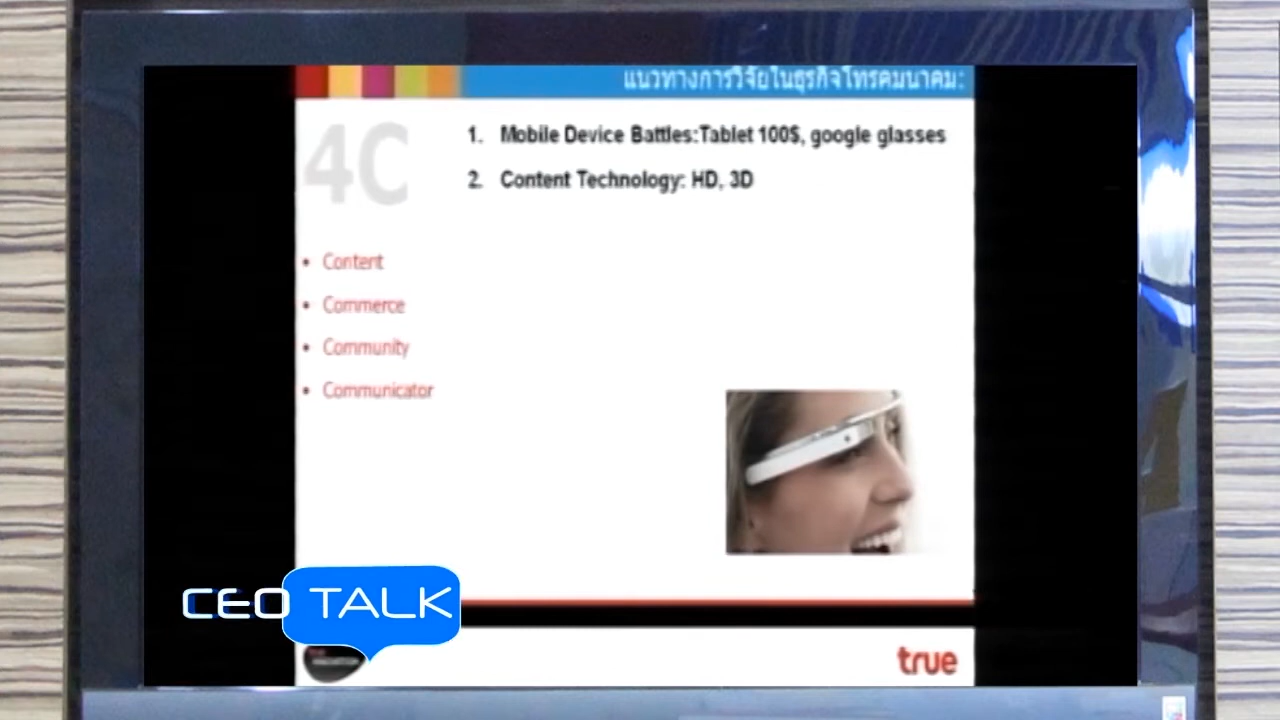 แนวทางการวิจัยในธุรกิจโทรคมนาคม:
4C
1. Mobile Device Battles:Tablet 100$, google glasses
2. Content Technology: HD, 3D
• Content
• Commerce
• Community
• Communicator
CEO TALK
true